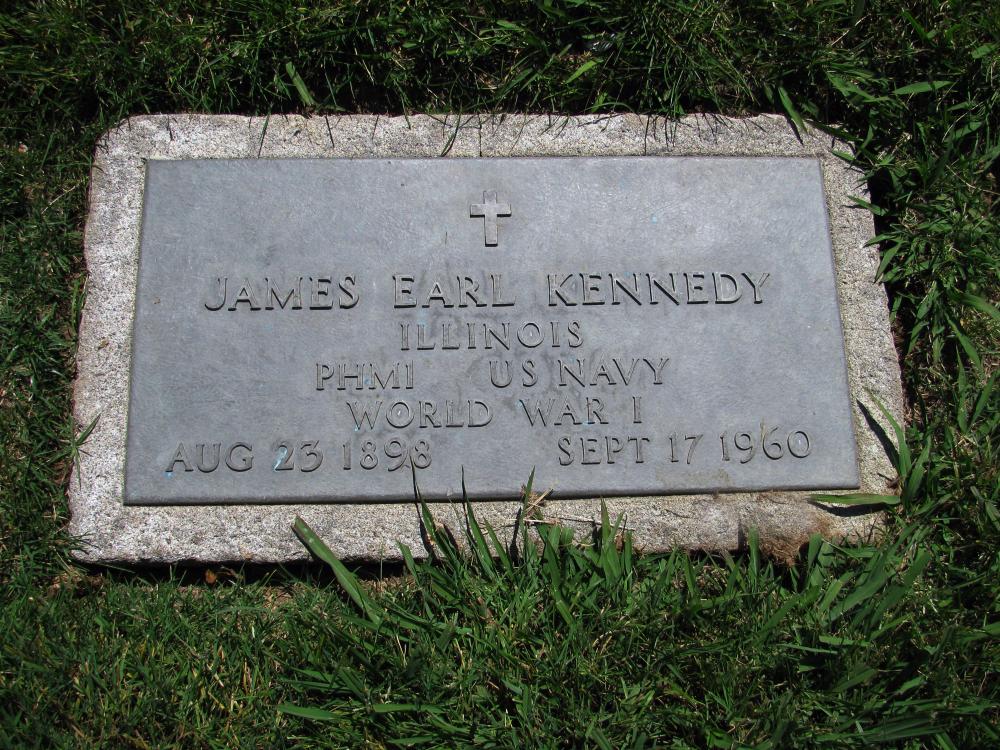 JAMES EARL KENNEDY
ILLINOIS
PHM1 US NAVY
WORLD WAR I
AUG 23 1898 SEPT 17 1960